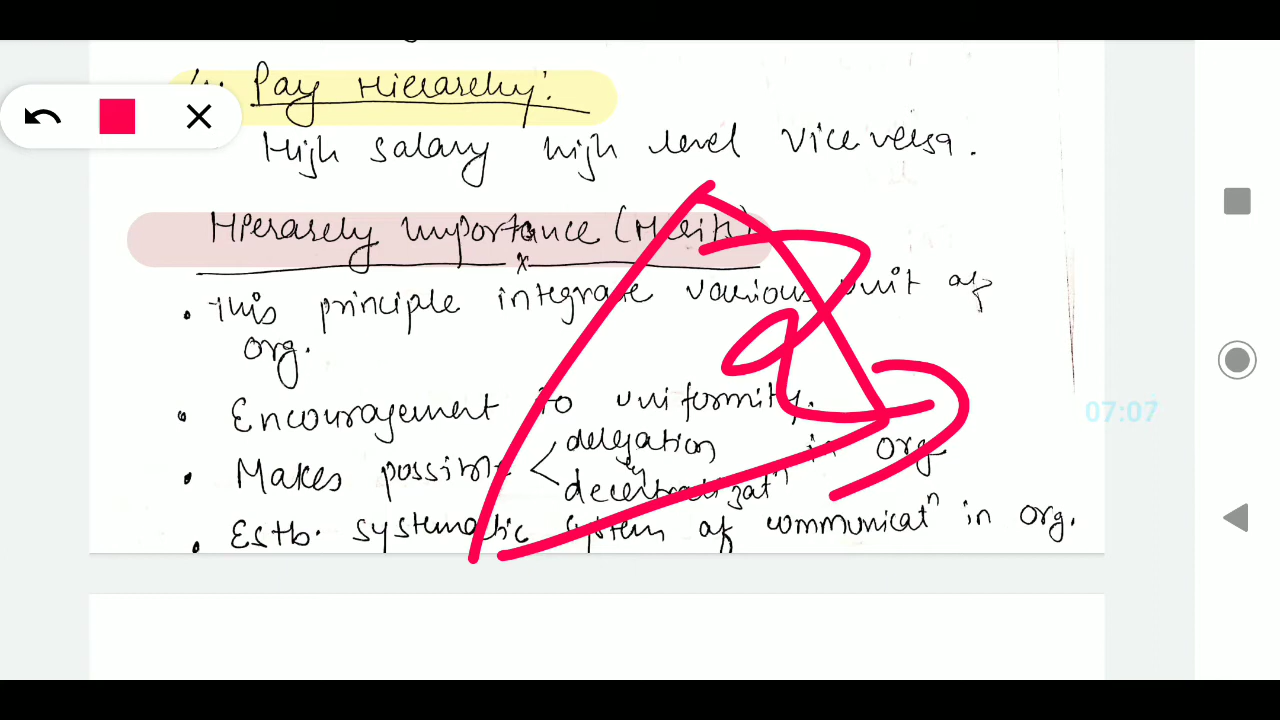 Pay Hierarchy:
High salary high level Vice versa.
Hierarchy importance (Merits)
• This principle integrate various unit of
org.
• Encouragement to uniformity.
• Makes possible < delegation in org
decentralizatⁿ
• Estb. systematic system of communicatⁿ in org.
07:07